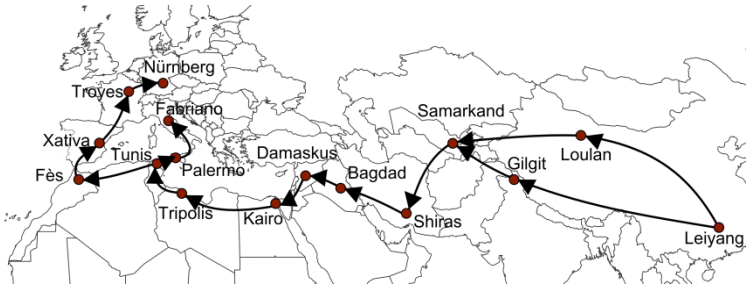 Nürnberg
Troyes
Fabriano
Samarkand
Xativa
Tunis
Damaskus
Loulan
Palermo
Bagdad
Gilgit
Fès
Tripolis
Kairo
Shiras
Leiyang